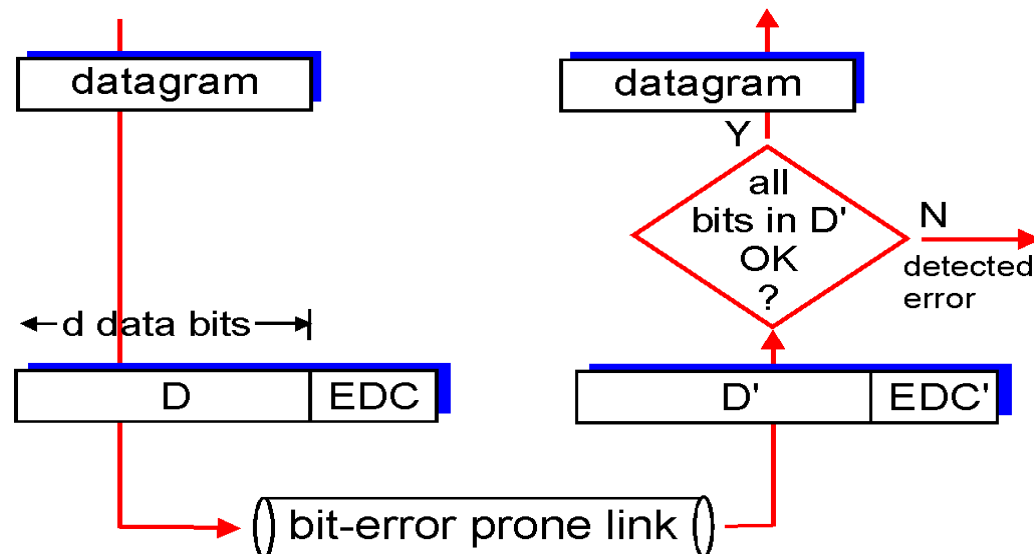 datagram
datagram
Y
all
bits in D'
OK
?
N
detected
error
d data bits
D
EDC
D'
EDC'
bit-error prone link